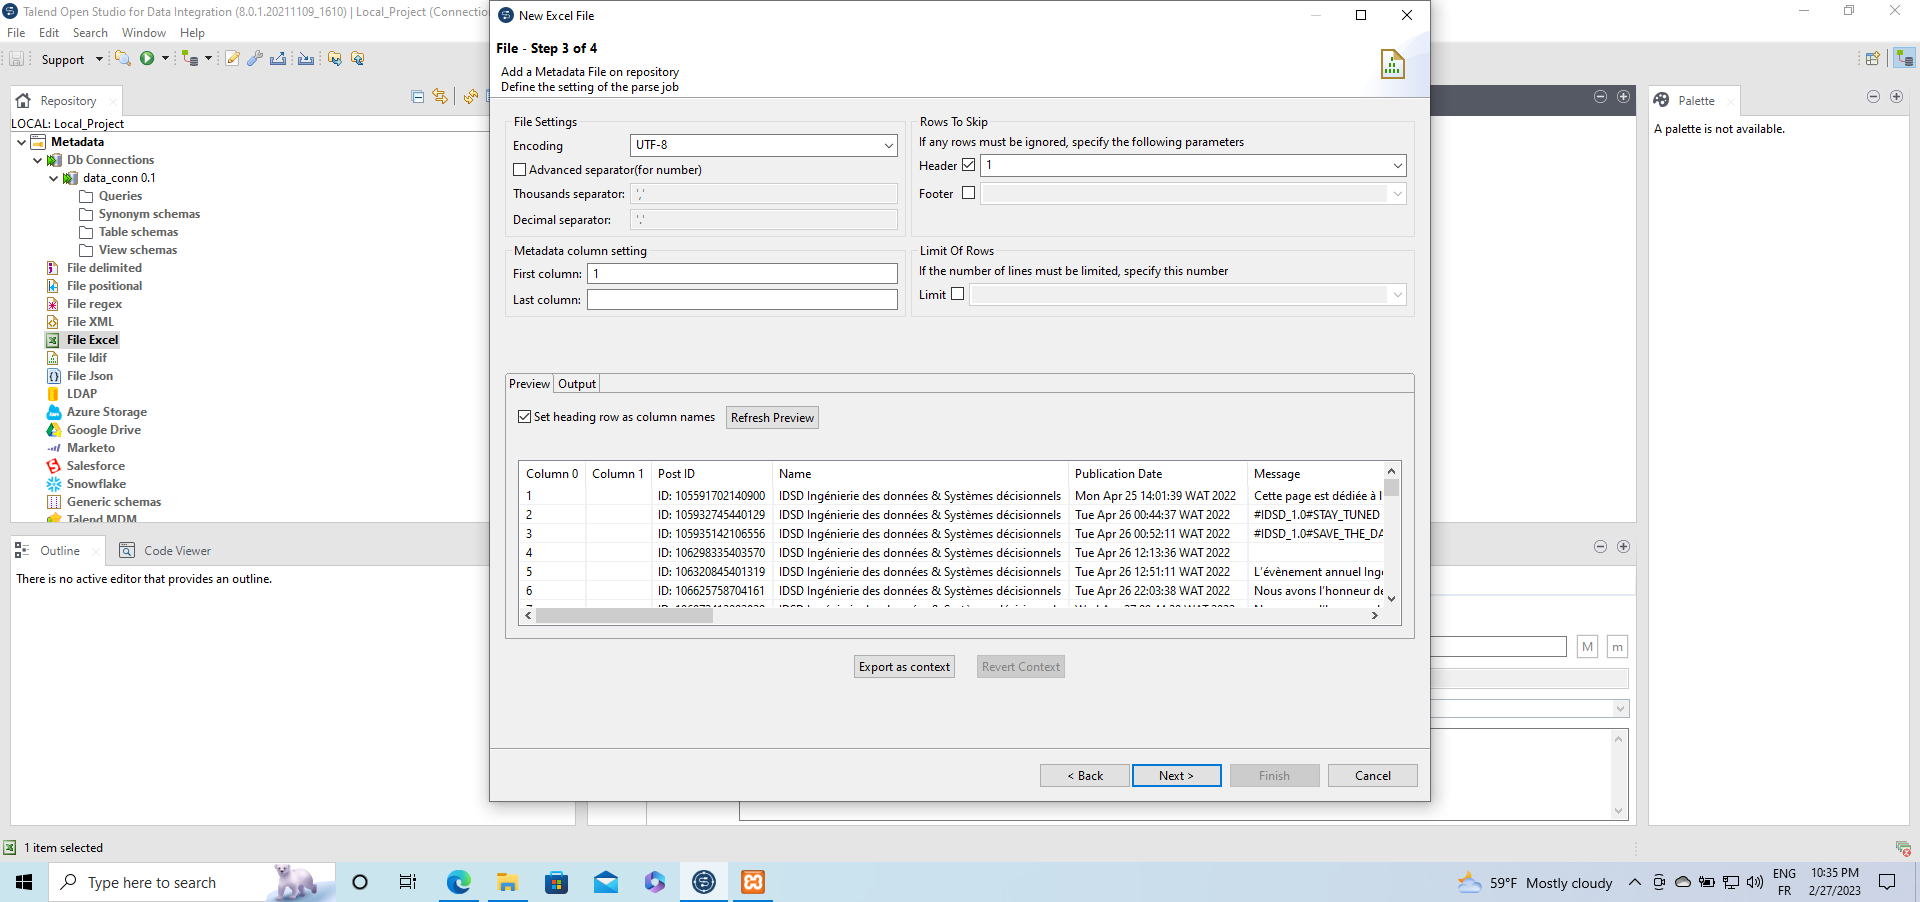 Talend Open Studio for Data Integration (8.0.1.20211109_1610) | Local_Project (Connectio
File Edit Search Window Help
Support
Repository
LOCAL: Local_Project
Metadata
Db Connections
data_conn 0.1
Queries
Synonym schemas
Table schemas
View schemas
File delimited
File positional
File regex
File XML
File Excel
File ldif
File Json
LDAP
Azure Storage
Google Drive
Marketo
Salesforce
Snowflake
Generic schemas
Talend MDM
Outline
Code Viewer
There is no active editor that provides an outline.
1 item selected
New Excel File
File - Step 3 of 4
Add a Metadata File on repository
Define the setting of the parse job
File Settings
Encoding UTF-8
Advanced separator(for number)
Thousands separator: ','
Decimal separator: '.'
Rows To Skip
If any rows must be ignored, specify the following parameters
Header 1
Footer
Metadata column setting
First column: 1
Last column:
Limit Of Rows
If the number of lines must be limited, specify this number
Limit
Preview Output
Set heading row as column names Refresh Preview
Column 0 Column 1 Post ID Name Publication Date Message
1 ID: 105591702140900 IDSD Ingénierie des données & Systèmes décisionnels Mon Apr 25 14:01:39 WAT 2022 Cette page est dédiée à l
2 ID: 105932745440129 IDSD Ingénierie des données & Systèmes décisionnels Tue Apr 26 00:44:37 WAT 2022 #IDSD_1.0#STAY_TUNED
3 ID: 105935142106556 IDSD Ingénierie des données & Systèmes décisionnels Tue Apr 26 00:52:11 WAT 2022 #IDSD_1.0#SAVE_THE_DA
4 ID: 106298335403570 IDSD Ingénierie des données & Systèmes décisionnels Tue Apr 26 12:13:36 WAT 2022
5 ID: 106320845401319 IDSD Ingénierie des données & Systèmes décisionnels Tue Apr 26 12:51:11 WAT 2022 L'évènement annuel Inge
6 ID: 106625758704161 IDSD Ingénierie des données & Systèmes décisionnels Tue Apr 26 22:03:38 WAT 2022 Nous avons l'honneur de
Export as context Revert Context
< Back Next > Finish Cancel
Palette
A palette is not available.
M m
Type here to search
59°F Mostly cloudy
ENG
FR
10:35 PM
2/27/2023